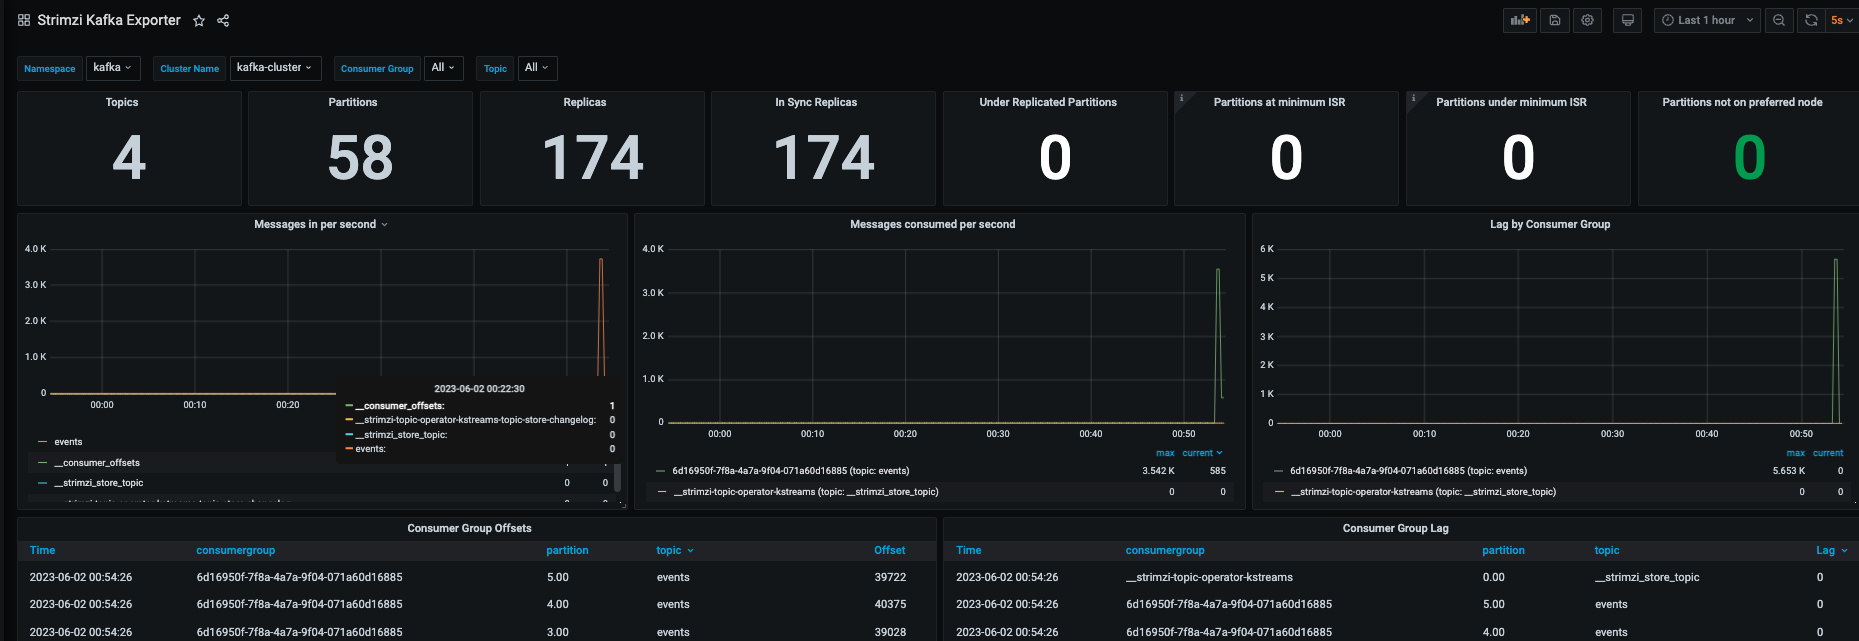 Strimzi Kafka Exporter
Last 1 hour
5s
Namespace kafka Cluster Name kafka-cluster Consumer Group All Topic All
Topics
4
Partitions
58
Replicas
174
In Sync Replicas
174
Under Replicated Partitions
0
Partitions at minimum ISR
0
Partitions under minimum ISR
0
Partitions not on preferred node
0
Messages in per second
4.0 K
3.0 K
2.0 K
1.0 K
0
00:00 00:10 00:20
2023-06-02 00:22:30
__consumer_offsets: 1
__strimzi-topic-operator-kstreams-topic-store-changelog: 0
__strimzi_store_topic: 0
events: 0
events
__consumer_offsets
__strimzi_store_topic 0 0
Messages consumed per second
4.0 K
3.0 K
2.0 K
1.0 K
0
00:00 00:10 00:20 00:30 00:40 00:50
max current
6d16950f-7f8a-4a7a-9f04-071a60d16885 (topic: events) 3.542 K 585
__strimzi-topic-operator-kstreams (topic: __strimzi_store_topic) 0 0
Lag by Consumer Group
6 K
5 K
4 K
3 K
2 K
1 K
0
00:00 00:10 00:20 00:30 00:40 00:50
max current
6d16950f-7f8a-4a7a-9f04-071a60d16885 (topic: events) 5.653 K 0
__strimzi-topic-operator-kstreams (topic: __strimzi_store_topic) 0 0
Consumer Group Offsets
Time consumergroup partition topic Offset
2023-06-02 00:54:26 6d16950f-7f8a-4a7a-9f04-071a60d16885 5.00 events 39722
2023-06-02 00:54:26 6d16950f-7f8a-4a7a-9f04-071a60d16885 4.00 events 40375
2023-06-02 00:54:26 6d16950f-7f8a-4a7a-9f04-071a60d16885 3.00 events 39028
Consumer Group Lag
Time consumergroup partition topic Lag
2023-06-02 00:54:26 __strimzi-topic-operator-kstreams 0.00 __strimzi_store_topic 0
2023-06-02 00:54:26 6d16950f-7f8a-4a7a-9f04-071a60d16885 5.00 events 0
2023-06-02 00:54:26 6d16950f-7f8a-4a7a-9f04-071a60d16885 4.00 events 0